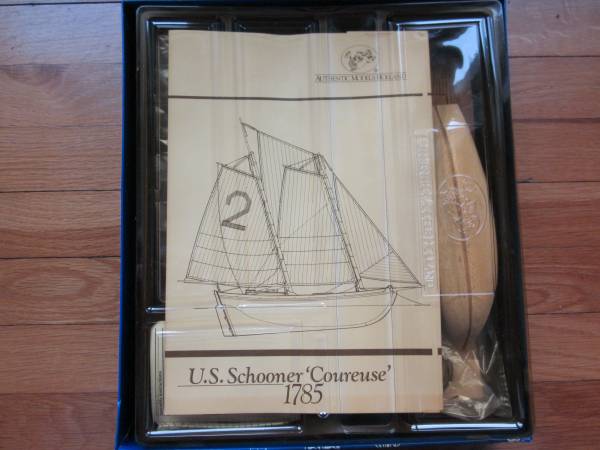 AUTHENTIC MODELS HOLLAND
2
U.S. Schooner 'Coureuse'
1785